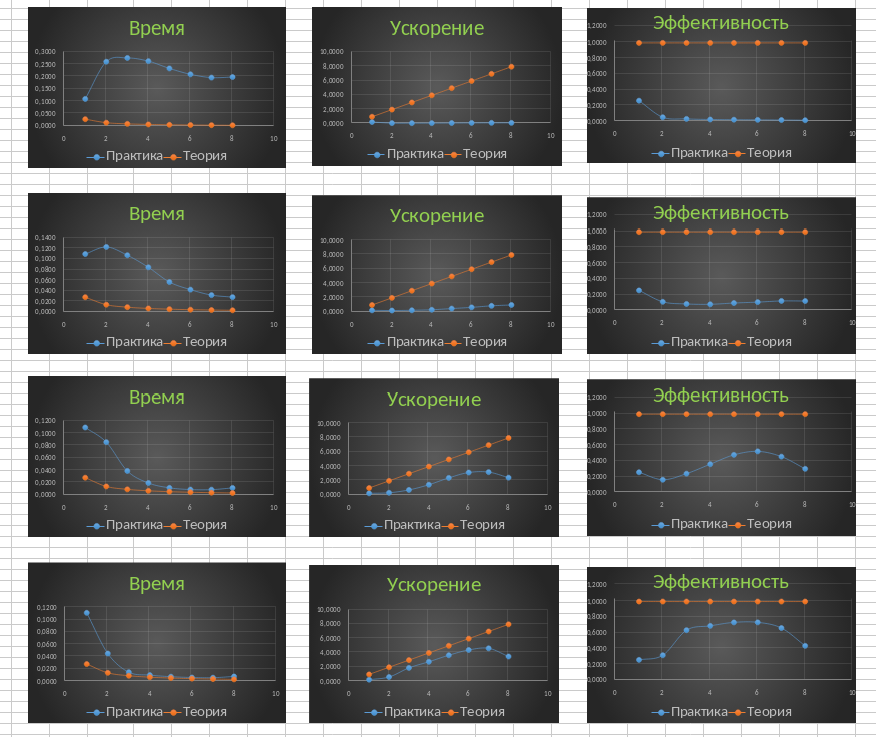 Время
0,3000
0,2500
0,2000
0,1500
0,1000
0,0500
0,0000
0 2 4 6 8 10
Практика Теория
Ускорение
10,0000
8,0000
6,0000
4,0000
2,0000
0,0000
0 2 4 6 8 10
Практика Теория
Эффективность
1,2000
1,0000
0,8000
0,6000
0,4000
0,2000
0,0000
0 2 4 6 8 10
Практика Теория
Время
0,1400
0,1200
0,1000
0,0800
0,0600
0,0400
0,0200
0,0000
0 2 4 6 8 10
Практика Теория
Ускорение
10,0000
8,0000
6,0000
4,0000
2,0000
0,0000
0 2 4 6 8 10
Практика Теория
Эффективность
1,2000
1,0000
0,8000
0,6000
0,4000
0,2000
0,0000
0 2 4 6 8 10
Практика Теория
Время
0,1200
0,1000
0,0800
0,0600
0,0400
0,0200
0,0000
0 2 4 6 8 10
Практика Теория
Ускорение
10,0000
8,0000
6,0000
4,0000
2,0000
0,0000
0 2 4 6 8 10
Практика Теория
Эффективность
1,2000
1,0000
0,8000
0,6000
0,4000
0,2000
0,0000
0 2 4 6 8 10
Практика Теория
Время
0,1200
0,1000
0,0800
0,0600
0,0400
0,0200
0,0000
0 2 4 6 8 10
Практика Теория
Ускорение
10,0000
8,0000
6,0000
4,0000
2,0000
0,0000
0 2 4 6 8 10
Практика Теория
Эффективность
1,2000
1,0000
0,8000
0,6000
0,4000
0,2000
0,0000
0 2 4 6 8 10
Практика Теория